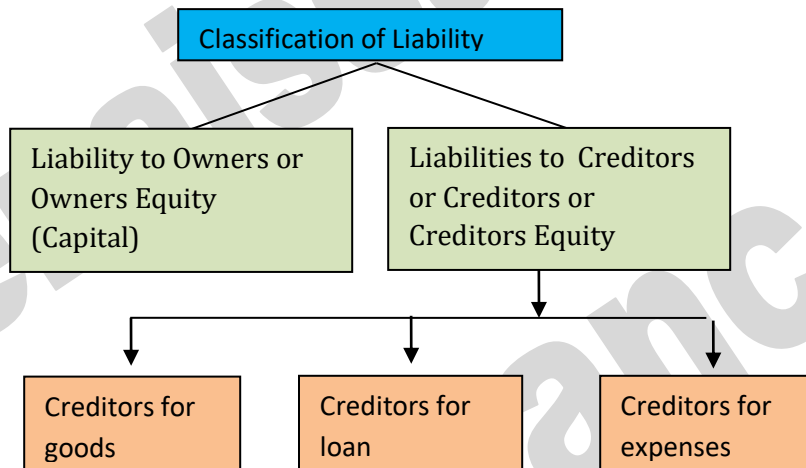 Classification of Liability
Liability to Owners or
Owners Equity
(Capital)
Liabilities to Creditors
or Creditors or
Creditors Equity
Creditors for
goods
Creditors for
loan
Creditors for
expenses